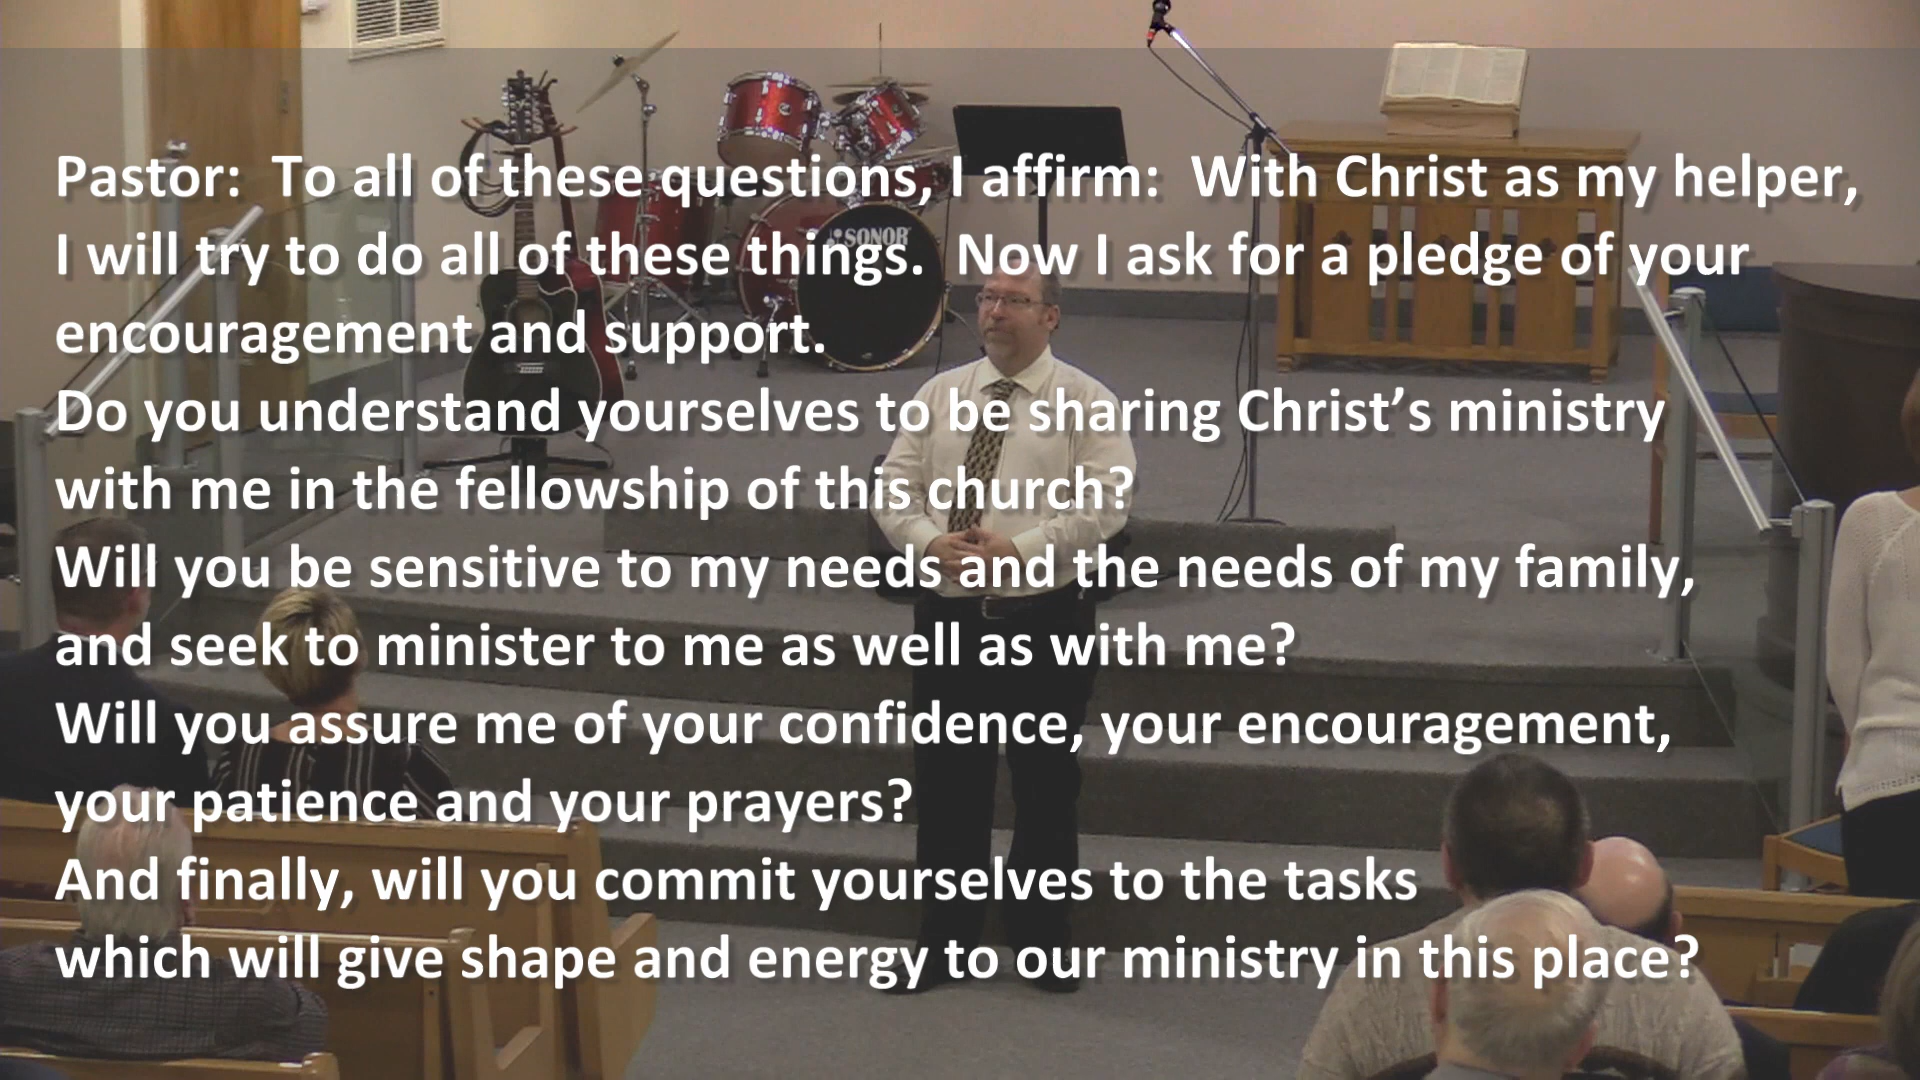 Pastor:  To all of these questions, I affirm:  With Christ as my helper,
I will try to do all of these things.  Now I ask for a pledge of your
encouragement and support.
Do you understand yourselves to be sharing Christ’s ministry
with me in the fellowship of this church?
Will you be sensitive to my needs and the needs of my family,
and seek to minister to me as well as with me?
Will you assure me of your confidence, your encouragement,
your patience and your prayers?
And finally, will you commit yourselves to the tasks
which will give shape and energy to our ministry in this place?
SONOR